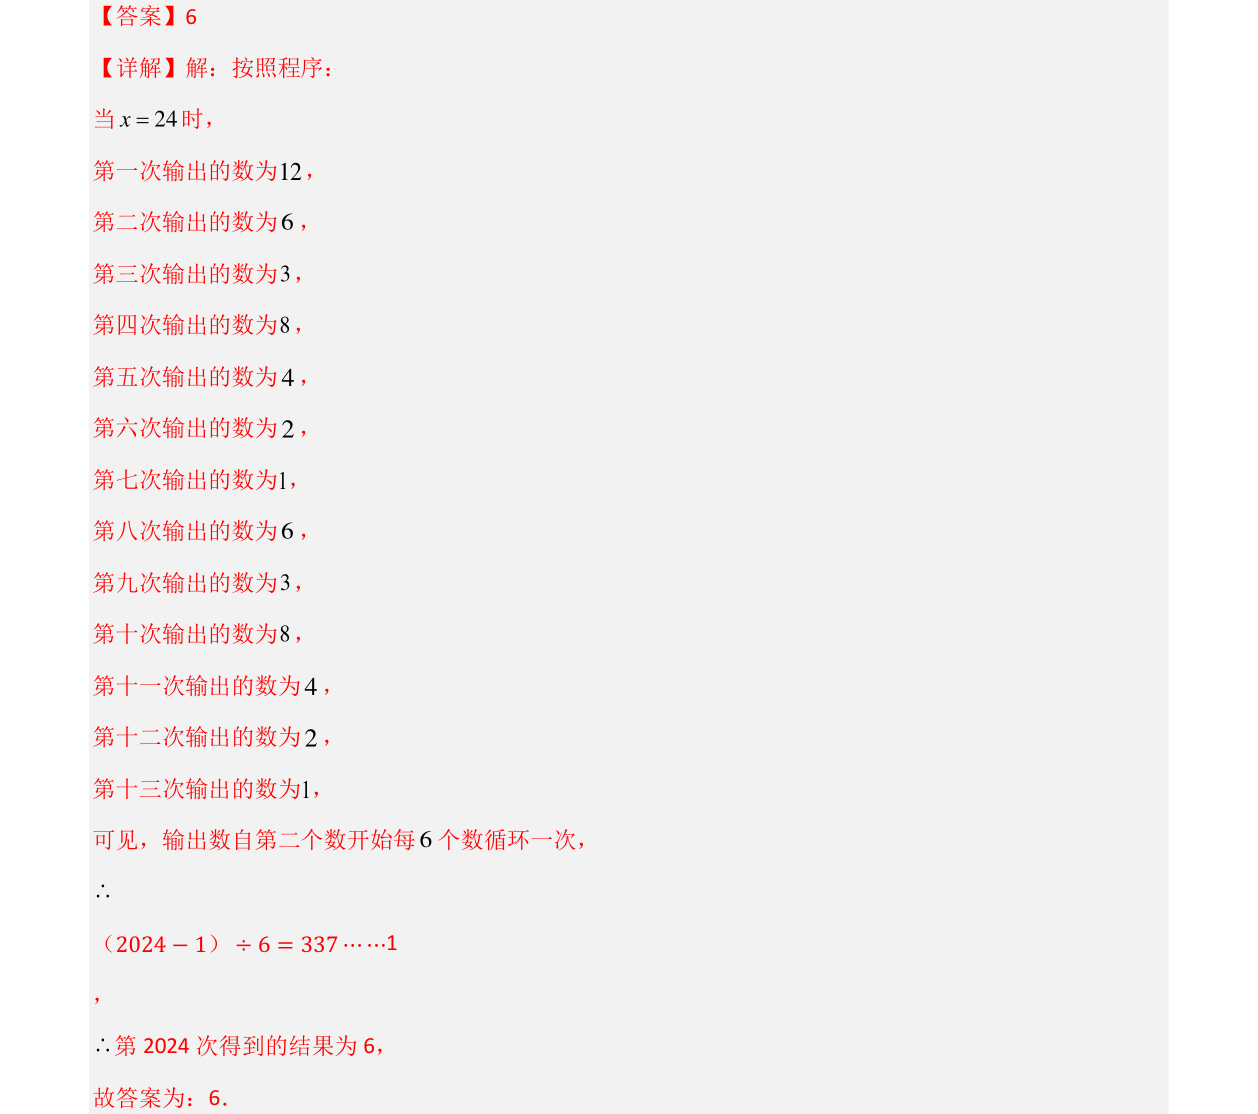 【答案】6
【详解】解：按照程序：
当 x = 24 时，
第一次输出的数为12，
第二次输出的数为 6，
第三次输出的数为3，
第四次输出的数为8，
第五次输出的数为 4，
第六次输出的数为 2，
第七次输出的数为1，
第八次输出的数为 6，
第九次输出的数为3，
第十次输出的数为8，
第十一次输出的数为 4，
第十二次输出的数为 2，
第十三次输出的数为1，
可见，输出数自第二个数开始每 6 个数循环一次，
∴
（2024 − 1）÷ 6 = 337 ⋯ ⋯1
，
∴第 2024 次得到的结果为 6，
故答案为：6．